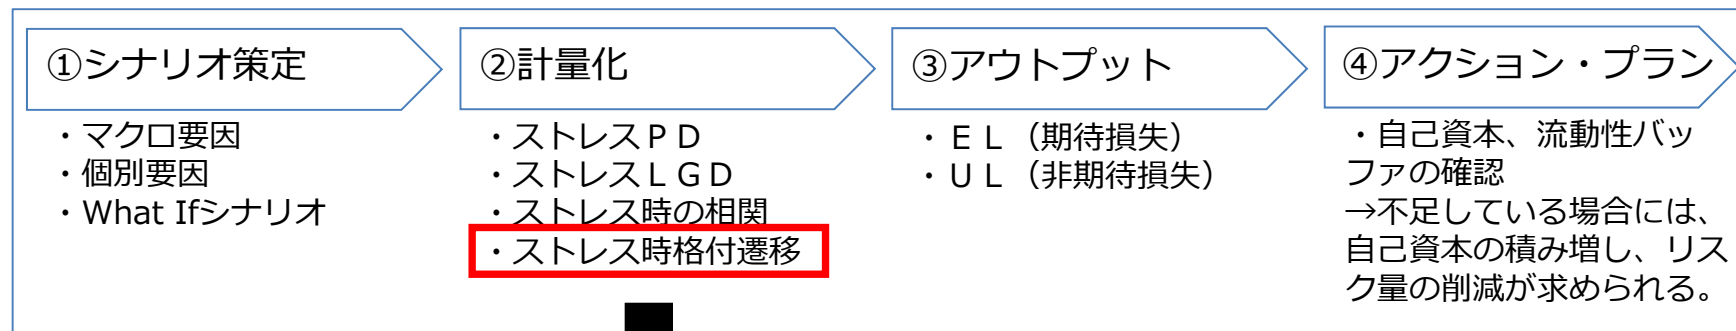 ①シナリオ策定
・マクロ要因
・個別要因
・What Ifシナリオ
②計量化
・ストレスＰＤ
・ストレスＬＧＤ
・ストレス時の相関
・ストレス時格付遷移
③アウトプット
・ＥＬ（期待損失）
・ＵＬ（非期待損失）
④アクション・プラン
・自己資本、流動性バッ
ファの確認
→不足している場合には、
自己資本の積み増し、リス
ク量の削減が求められる。